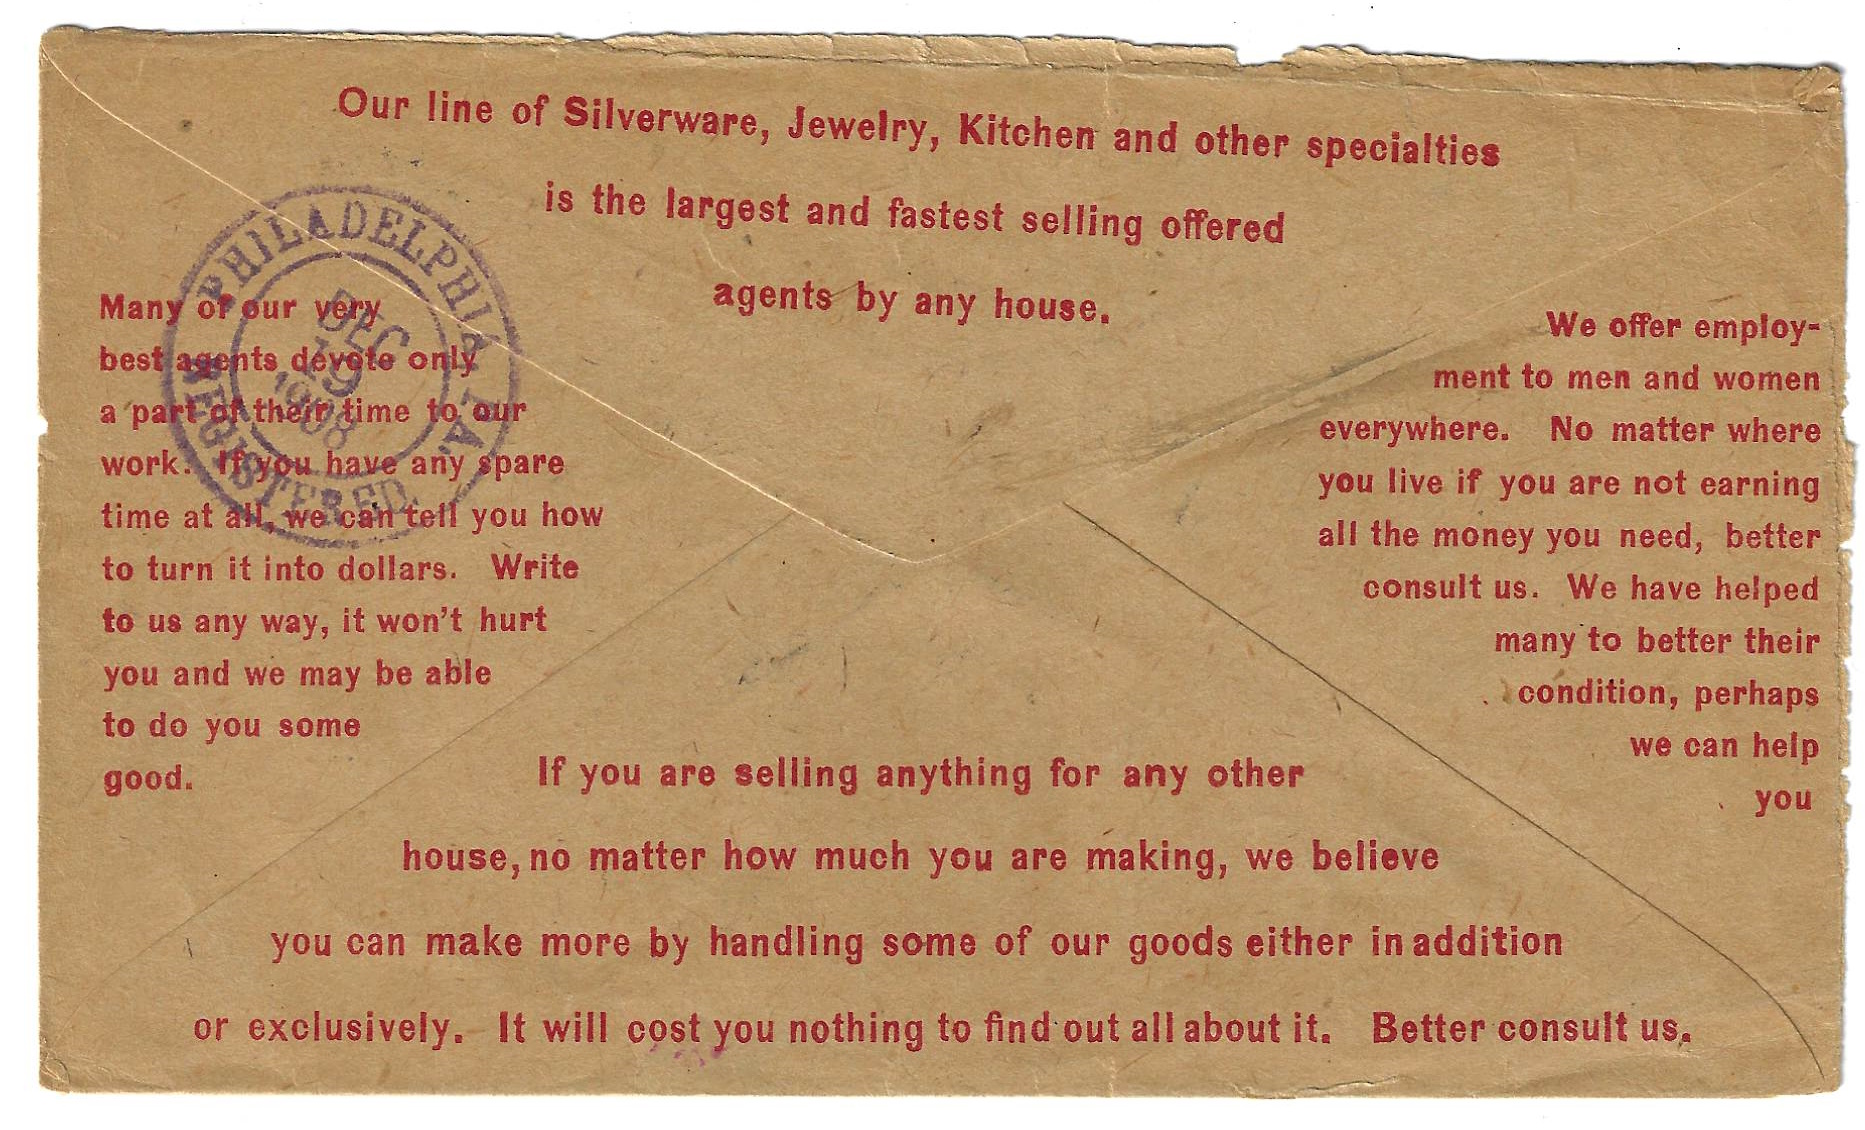 Our line of Silverware, Jewelry, Kitchen and other specialties
is the largest and fastest selling offered
agents by any house.
Many of our very
best agents devote only
a part of their time to our
work. If you have any spare
time at all, we can tell you how
to turn it into dollars. Write
to us any way, it won't hurt
you and we may be able
to do you some
good.
PHILADELPHIA, PA.
DEC
19
1908
REGISTERED.
We offer employ-
ment to men and women
everywhere. No matter where
you live if you are not earning
all the money you need, better
consult us. We have helped
many to better their
condition, perhaps
we can help
you
If you are selling anything for any other
house, no matter how much you are making, we believe
you can make more by handling some of our goods either in addition
or exclusively. It will cost you nothing to find out all about it. Better consult us.